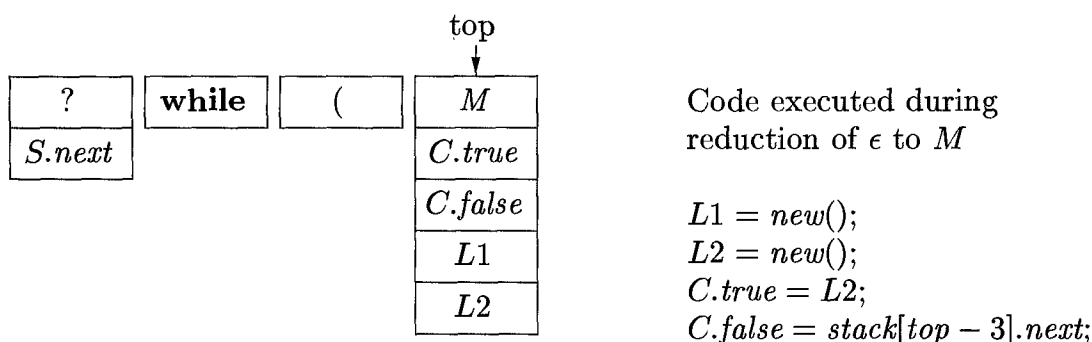 top
? while ( M
S.next C.true
C.false
L1
L2
Code executed during
reduction of ϵ to M
L1 = new();
L2 = new();
C.true = L2;
C.false = stack[top − 3].next;